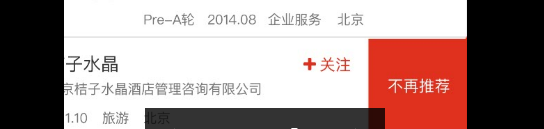 Pre-A轮 2014.08 企业服务 北京
子水晶
+ 关注
不再推荐
京桔子水晶酒店管理咨询有限公司
1.10 旅游 北京